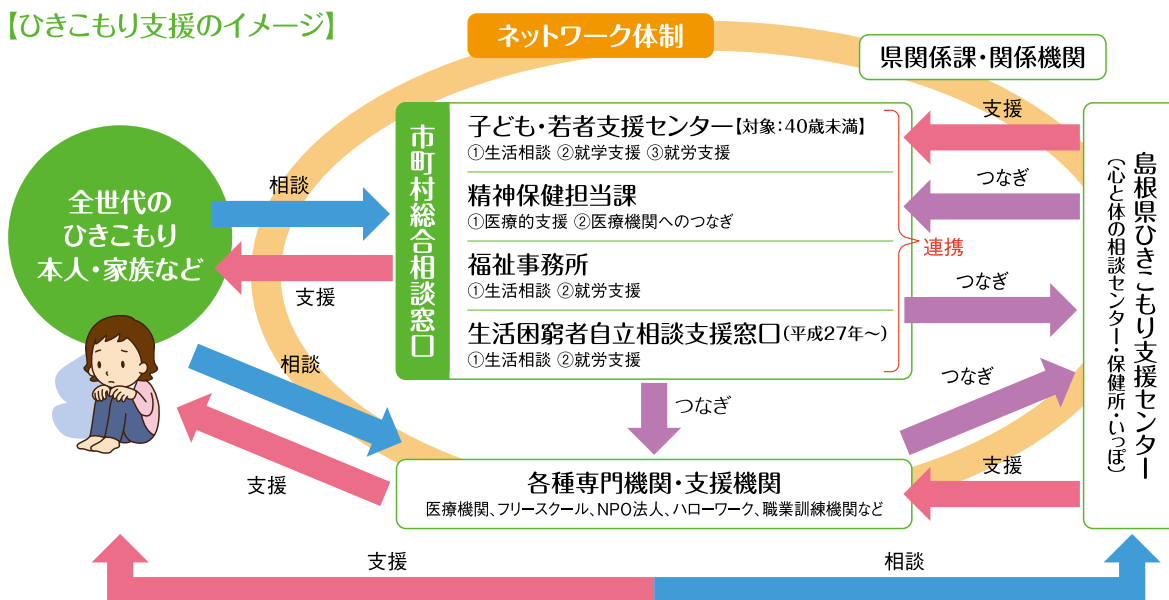 【ひきこもり支援のイメージ】
ネットワーク体制
県関係課・関係機関
全世代の
ひきこもり
本人・家族など
相談
支援
相談
支援
市町村総合相談窓口
子ども・若者支援センター【対象：40歳未満】
①生活相談 ②就学支援 ③就労支援
精神保健担当課
①医療的支援 ②医療機関へのつなぎ
福祉事務所
①生活相談 ②就労支援
生活困窮者自立相談支援窓口（平成27年～）
①生活相談 ②就労支援
連携
支援
つなぎ
つなぎ
つなぎ
つなぎ
支援
島根県ひきこもり支援センター
（心と体の相談センター・保健所・いっぽ）
各種専門機関・支援機関
医療機関、フリースクール、NPO法人、ハローワーク、職業訓練機関など
支援
相談